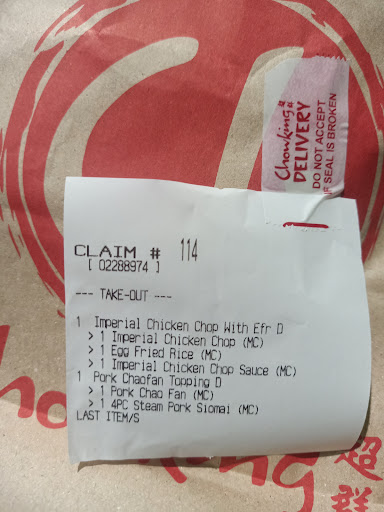 Chowking
DELIVERY
DO NOT ACCEPT
IF SEAL IS BROKEN
CLAIM # 114
[ 02288974 ]
--- TAKE-OUT ---
1 Imperial Chicken Chop With Efr D
> 1 Imperial Chicken Chop (MC)
> 1 Egg Fried Rice (MC)
> 1 Imperial Chicken Chop Sauce (MC)
1 Pork Chaofan Topping D
> 1 Pork Chao Fan (MC)
> 1 4PC Steam Pork Siomai (MC)
LAST ITEM/S
超群